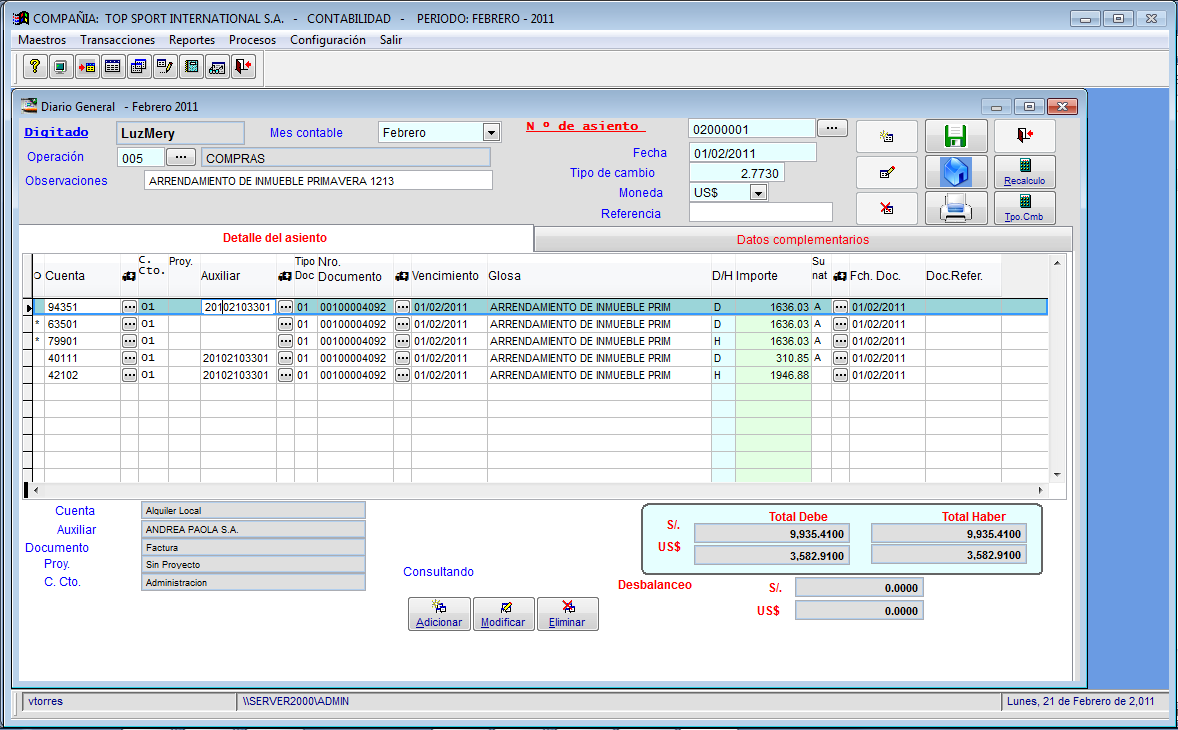 COMPAÑIA: TOP SPORT INTERNATIONAL S.A. - CONTABILIDAD - PERIODO: FEBRERO - 2011
Maestros Transacciones Reportes Procesos Configuración Salir
Diario General - Febrero 2011
Digitado LuzMery Mes contable Febrero N º de asiento 02000001
Operación 005 COMPRAS Fecha 01/02/2011
Observaciones ARRENDAMIENTO DE INMUEBLE PRIMAVERA 1213 Tipo de cambio 2.7730
Moneda US$ Recalculo
Referencia Tpo.Cmb
Detalle del asiento Datos complementarios
O Cuenta C. Cto. Proy. Auxiliar Tipo Doc Nro. Documento Vencimiento Glosa D/H Importe Su nat Fch. Doc. Doc.Refer.
94351 01 20102103301 01 00100004092 01/02/2011 ARRENDAMIENTO DE INMUEBLE PRIM D 1636.03 A 01/02/2011
* 63501 01 01 00100004092 01/02/2011 ARRENDAMIENTO DE INMUEBLE PRIM D 1636.03 A 01/02/2011
* 79901 01 01 00100004092 01/02/2011 ARRENDAMIENTO DE INMUEBLE PRIM H 1636.03 A 01/02/2011
40111 01 20102103301 01 00100004092 01/02/2011 ARRENDAMIENTO DE INMUEBLE PRIM D 310.85 A 01/02/2011
42102 01 20102103301 01 00100004092 01/02/2011 ARRENDAMIENTO DE INMUEBLE PRIM H 1946.88 01/02/2011
Cuenta Alquiler Local
Auxiliar ANDREA PAOLA S.A.
Documento Factura
Proy. Sin Proyecto
C. Cto. Administracion
Consultando
Adicionar Modificar Eliminar
Total Debe Total Haber
S/. 9,935.4100 9,935.4100
US$ 3,582.9100 3,582.9100
Desbalanceo S/. 0.0000
US$ 0.0000
vtorres \\SERVER2000\ADMIN Lunes, 21 de Febrero de 2,011